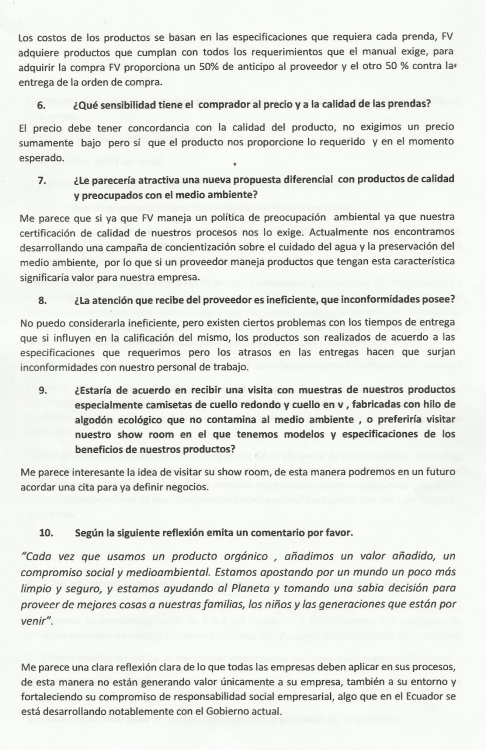 Los costos de los productos se basan en las especificaciones que requiera cada prenda, FV
adquiere productos que cumplan con todos los requerimientos que el manual exige, para
adquirir la compra FV proporciona un 50% de anticipo al proveedor y el otro 50 % contra la
entrega de la orden de compra.
6. ¿Qué sensibilidad tiene el comprador al precio y a la calidad de las prendas?
El precio debe tener concordancia con la calidad del producto, no exigimos un precio
sumamente bajo pero sí que el producto nos proporcione lo requerido y en el momento
esperado.
7. ¿Le parecería atractiva una nueva propuesta diferencial con productos de calidad
y preocupados con el medio ambiente?
Me parece que si ya que FV maneja un política de preocupación ambiental ya que nuestra
certificación de calidad de nuestros procesos nos lo exige. Actualmente nos encontramos
desarrollando una campaña de concientización sobre el cuidado del agua y la preservación del
medio ambiente, por lo que si un proveedor maneja productos que tengan esta característica
significaría valor para nuestra empresa.
8. ¿La atención que recibe del proveedor es ineficiente, que inconformidades posee?
No puedo considerarla ineficiente, pero existen ciertos problemas con los tiempos de entrega
que si influyen en la calificación del mismo, los productos son realizados de acuerdo a las
especificaciones que requerimos pero los atrasos en las entregas hacen que surjan
inconformidades con nuestro personal de trabajo.
9. ¿Estaría de acuerdo en recibir una visita con muestras de nuestros productos
especialmente camisetas de cuello redondo y cuello en v , fabricadas con hilo de
algodón ecológico que no contamina al medio ambiente , o preferiría visitar
nuestro show room en el que tenemos modelos y especificaciones de los
beneficios de nuestros productos?
Me parece interesante la idea de visitar su show room, de esta manera podremos en un futuro
acordar una cita para ya definir negocios.
10. Según la siguiente reflexión emita un comentario por favor.
“Cada vez que usamos un producto orgánico , añadimos un valor añadido, un
compromiso social y medioambiental. Estamos apostando por un mundo un poco más
limpio y seguro, y estamos ayudando al Planeta y tomando una sabia decisión para
proveer de mejores cosas a nuestras familias, los niños y las generaciones que están por
venir”.
Me parece una clara reflexión clara de lo que todas las empresas deben aplicar en sus procesos,
de esta manera no están generando valor únicamente a su empresa, también a su entorno y
fortaleciendo su compromiso de responsabilidad social empresarial, algo que en el Ecuador se
está desarrollando notablemente con el Gobierno actual.